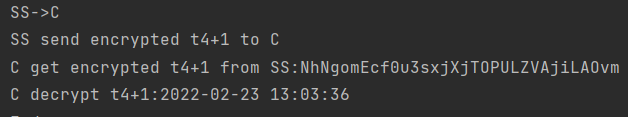 SS->C
SS send encrypted t4+1 to C
C get encrypted t4+1 from SS:NhNgomEcf0u3sxjXjTOPULZVAjiLAOvm
C decrypt t4+1:2022-02-23 13:03:36